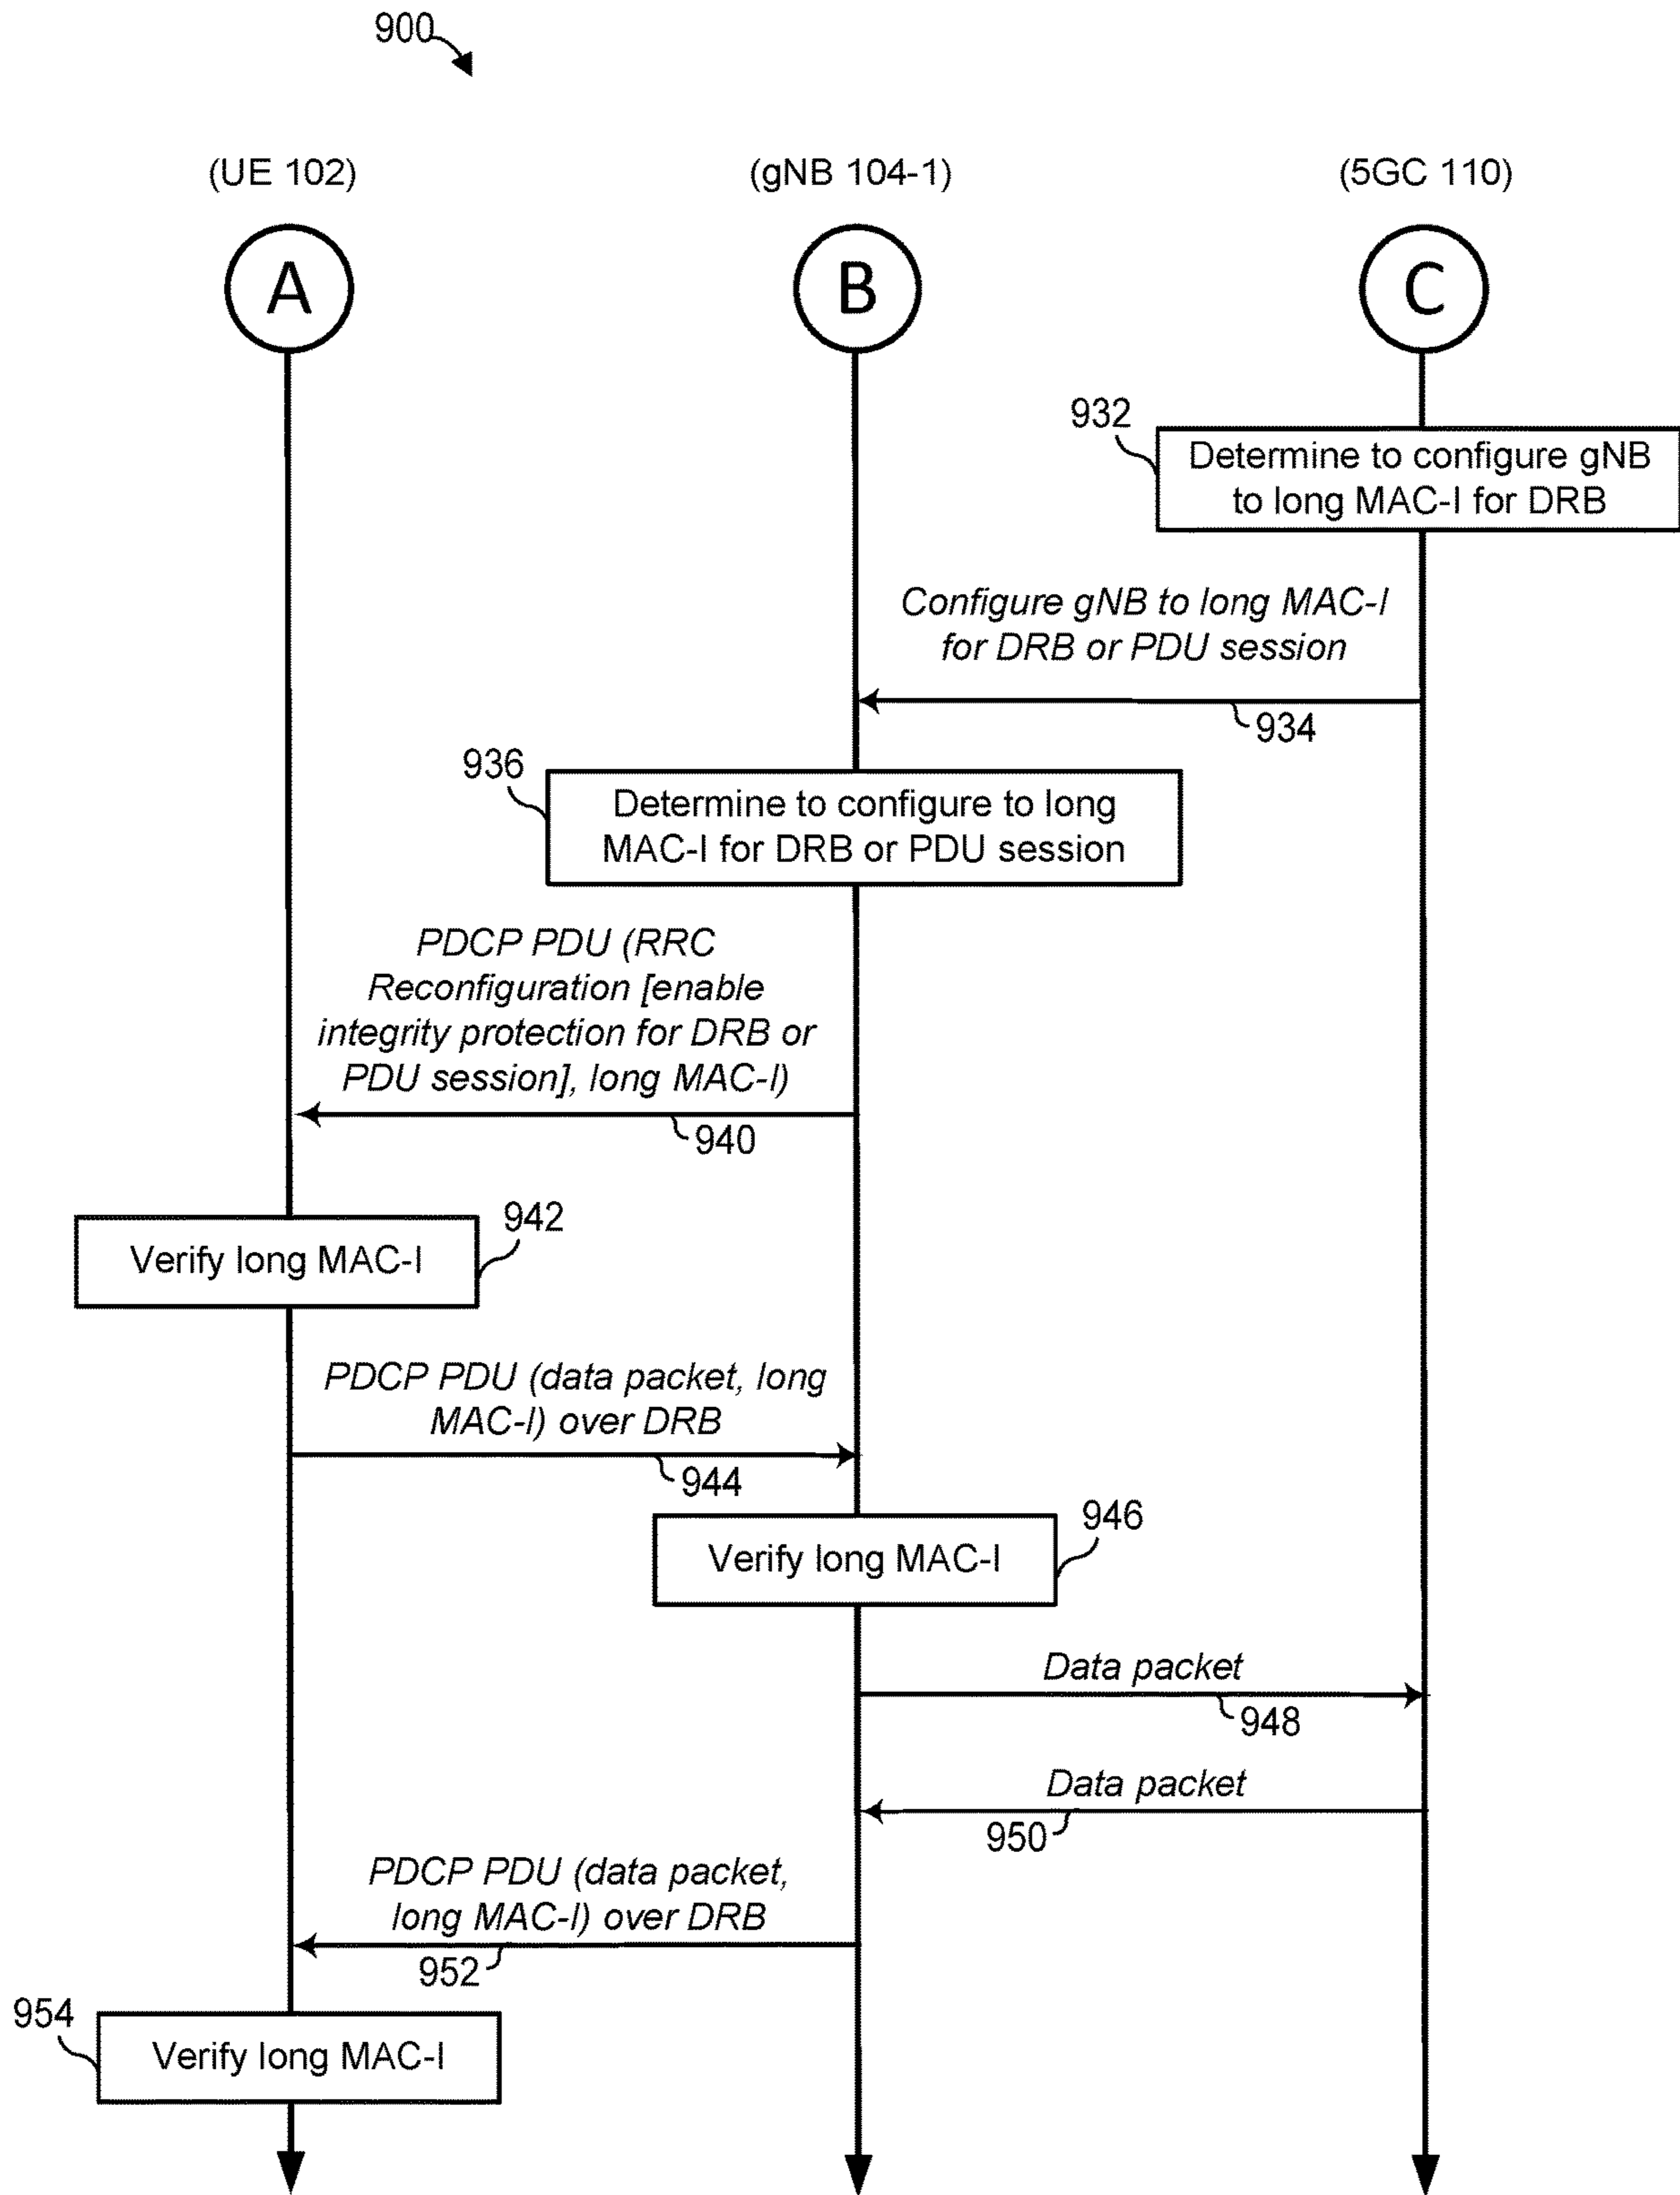 900
(UE 102)
(gNB 104-1)
(5GC 110)
A
B
C
932
Determine to configure gNB
to long MAC-I for DRB
Configure gNB to long MAC-I
for DRB or PDU session
934
936
Determine to configure to long
MAC-I for DRB or PDU session
PDCP PDU (RRC
Reconfiguration [enable
integrity protection for DRB or
PDU session], long MAC-I)
940
942
Verify long MAC-I
PDCP PDU (data packet, long
MAC-I) over DRB
944
946
Verify long MAC-I
Data packet
948
Data packet
950
PDCP PDU (data packet,
long MAC-I) over DRB
952
954
Verify long MAC-I